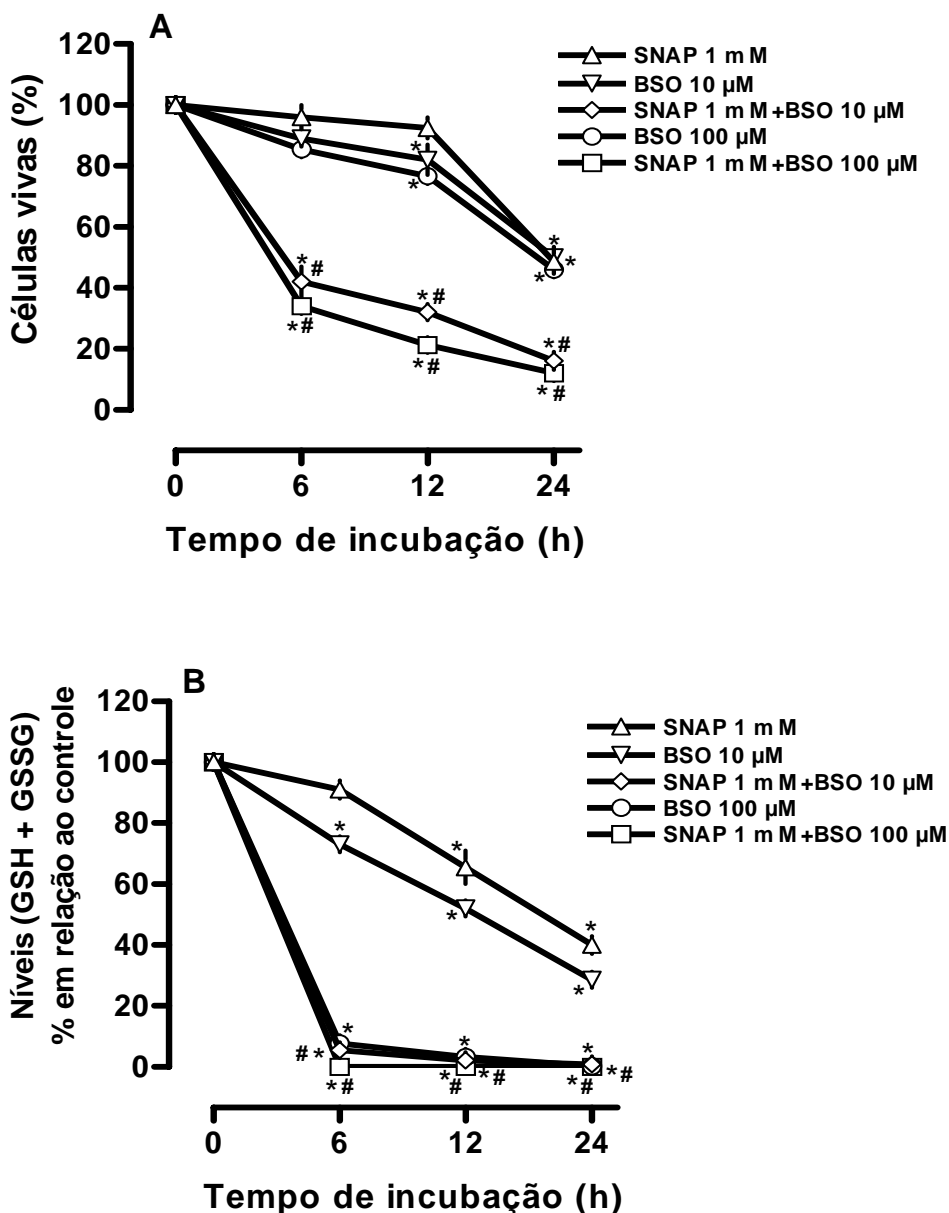 A
120
100
80
60
40
20
0
Células vivas (%)
SNAP 1 mM
BSO 10 µM
SNAP 1 mM+BSO 10 µM
BSO 100 µM
SNAP 1 mM+BSO 100 µM
*
*
*
*
*
*#
*#
*#
*#
*#
*#
0 6 12 24
Tempo de incubação (h)
B
120
100
80
60
40
20
0
Níveis (GSH + GSSG)
% em relação ao controle
SNAP 1 mM
BSO 10 µM
SNAP 1 mM+BSO 10 µM
BSO 100 µM
SNAP 1 mM+BSO 100 µM
*
*
*
*
*
*
*
*
#*
*#
*#
*#
*#
*#
0 6 12 24
Tempo de incubação (h)